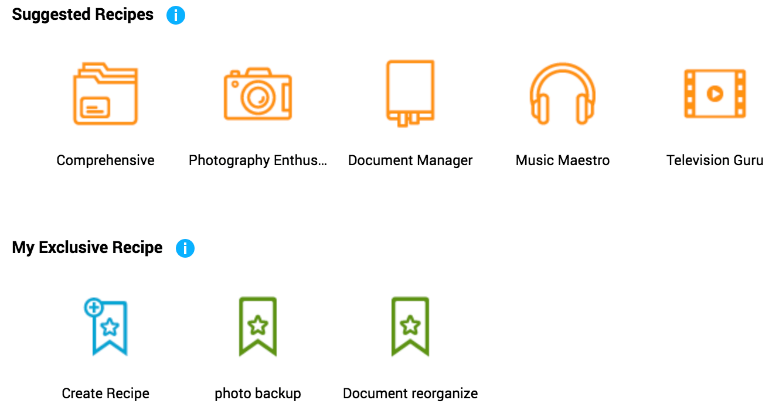 Suggested Recipes
Comprehensive
Photography Enthus...
Document Manager
Music Maestro
Television Guru
My Exclusive Recipe
Create Recipe
photo backup
Document reorganize